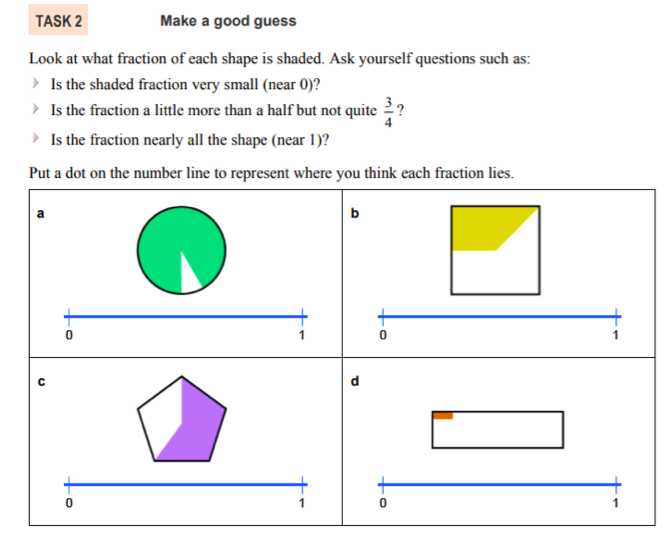 TASK 2 Make a good guess
Look at what fraction of each shape is shaded. Ask yourself questions such as:
Is the shaded fraction very small (near 0)?
Is the fraction a little more than a half but not quite 3/4?
Is the fraction nearly all the shape (near 1)?
Put a dot on the number line to represent where you think each fraction lies.
a
0 1
b
0 1
c
0 1
d
0 1